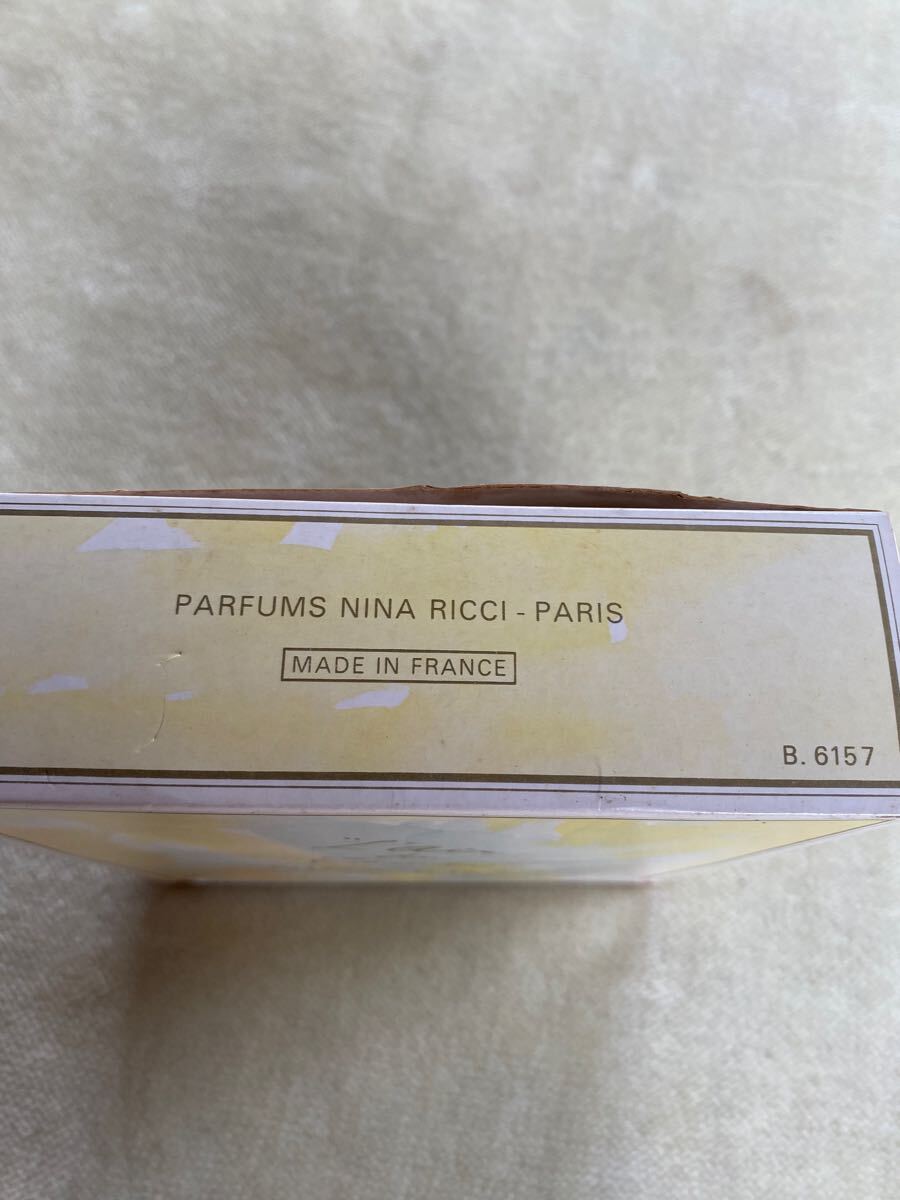 PARFUMS NINA RICCI - PARIS
MADE IN FRANCE
B. 6157